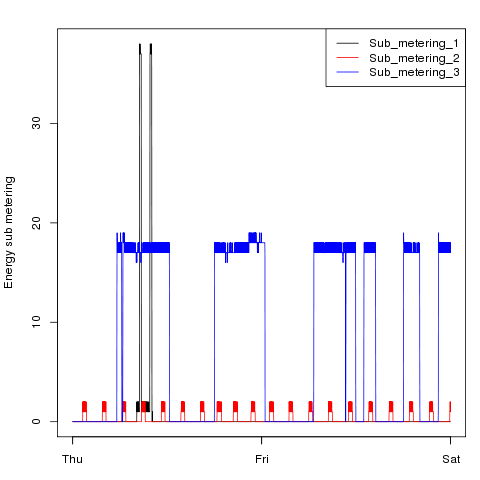 Sub_metering_1
Sub_metering_2
Sub_metering_3
Energy sub metering
30
20
10
0
Thu Fri Sat